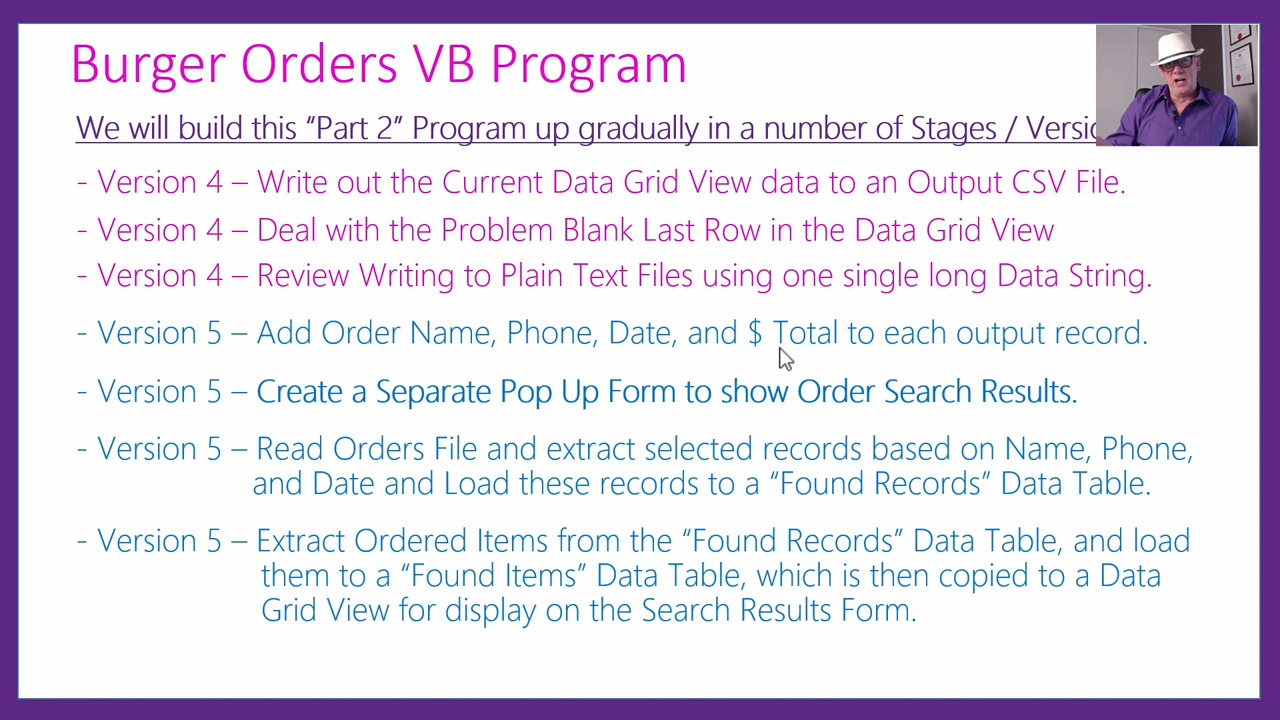 Burger Orders VB Program
We will build this “Part 2” Program up gradually in a number of Stages /
- Version 4 – Write out the Current Data Grid View data to an Output CSV File.
- Version 4 – Deal with the Problem Blank Last Row in the Data Grid View
- Version 4 – Review Writing to Plain Text Files using one single long Data String.
- Version 5 – Add Order Name, Phone, Date, and $ Total to each output record.
- Version 5 – Create a Separate Pop Up Form to show Order Search Results.
- Version 5 – Read Orders File and extract selected records based on Name, Phone,
and Date and Load these records to a “Found Records” Data Table.
- Version 5 – Extract Ordered Items from the “Found Records” Data Table, and load
them to a “Found Items” Data Table, which is then copied to a Data
Grid View for display on the Search Results Form.